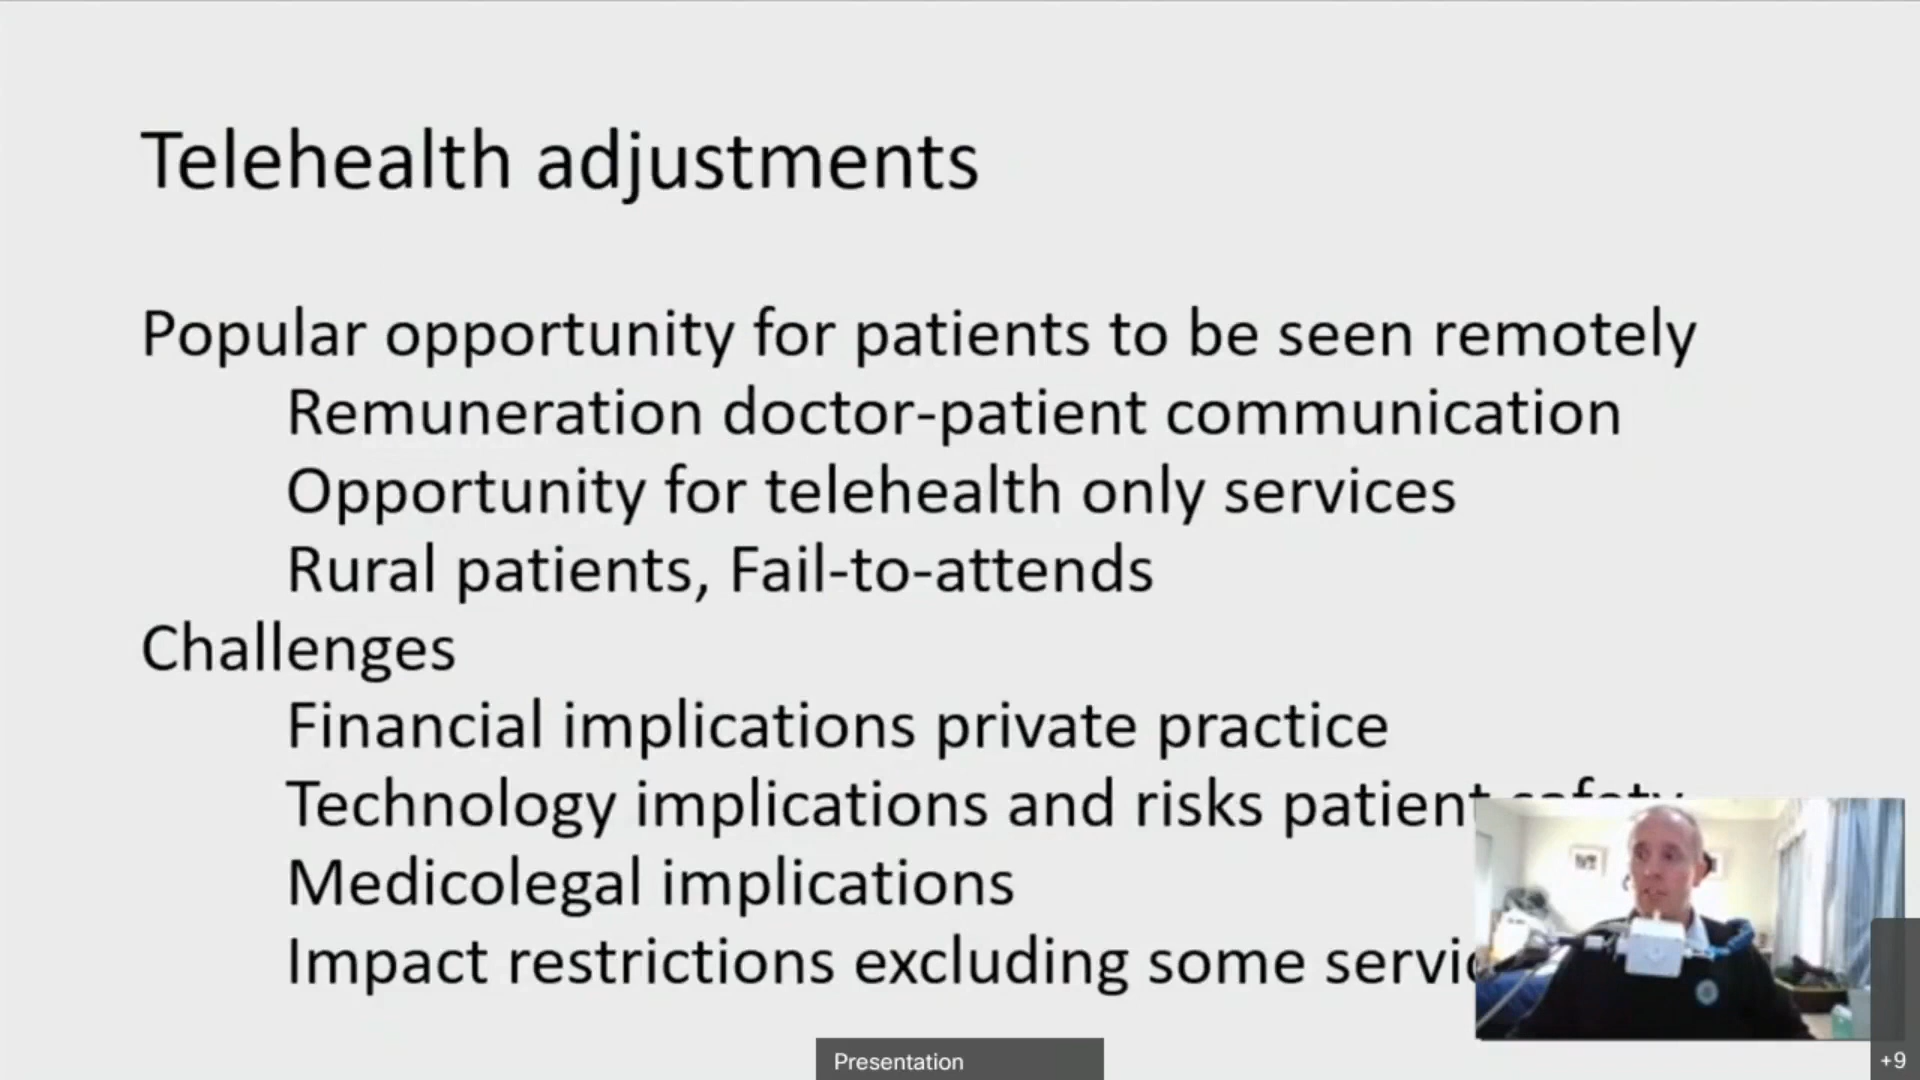 Telehealth adjustments
Popular opportunity for patients to be seen remotely
Remuneration doctor-patient communication
Opportunity for telehealth only services
Rural patients, Fail-to-attends
Challenges
Financial implications private practice
Technology implications and risks patient safety
Medicolegal implications
Impact restrictions excluding some
Presentation
+9